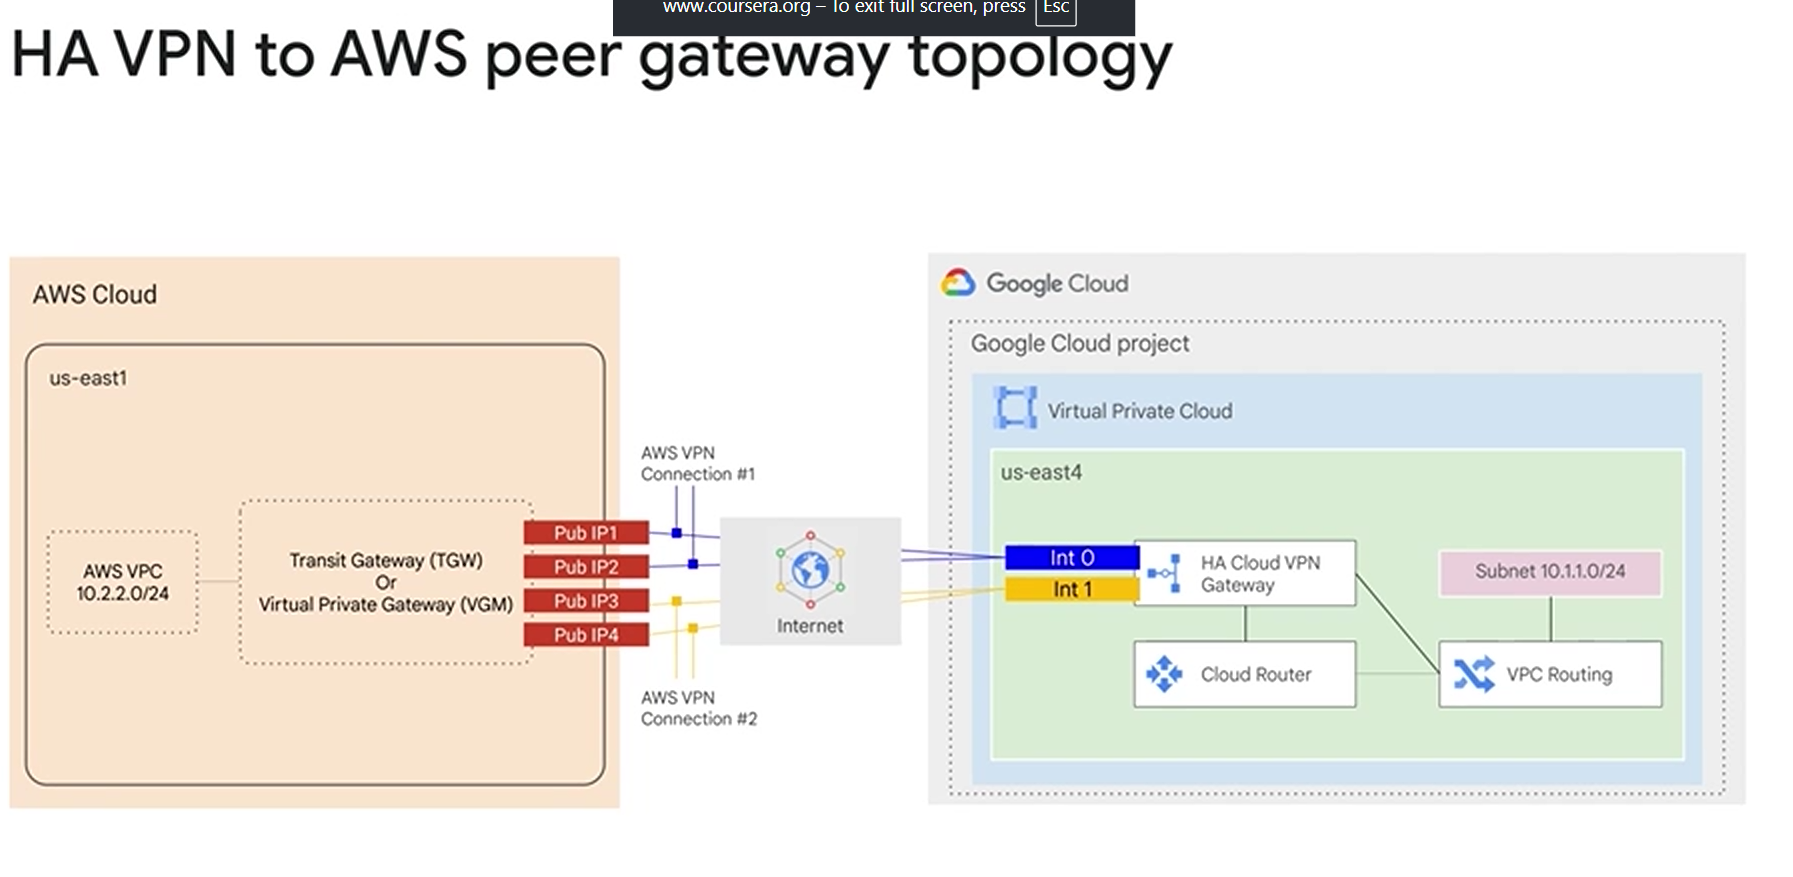 www.coursera.org – To exit full screen, press Esc
HA VPN to AWS peer gateway topology
AWS Cloud
us-east1
AWS VPC
10.2.2.0/24
Transit Gateway (TGW)
Or
Virtual Private Gateway (VGM)
Pub IP1
Pub IP2
Pub IP3
Pub IP4
AWS VPN
Connection #1
AWS VPN
Connection #2
Internet
Google Cloud
Google Cloud project
Virtual Private Cloud
us-east4
Int 0
Int 1
HA Cloud VPN
Gateway
Subnet 10.1.1.0/24
Cloud Router
VPC Routing